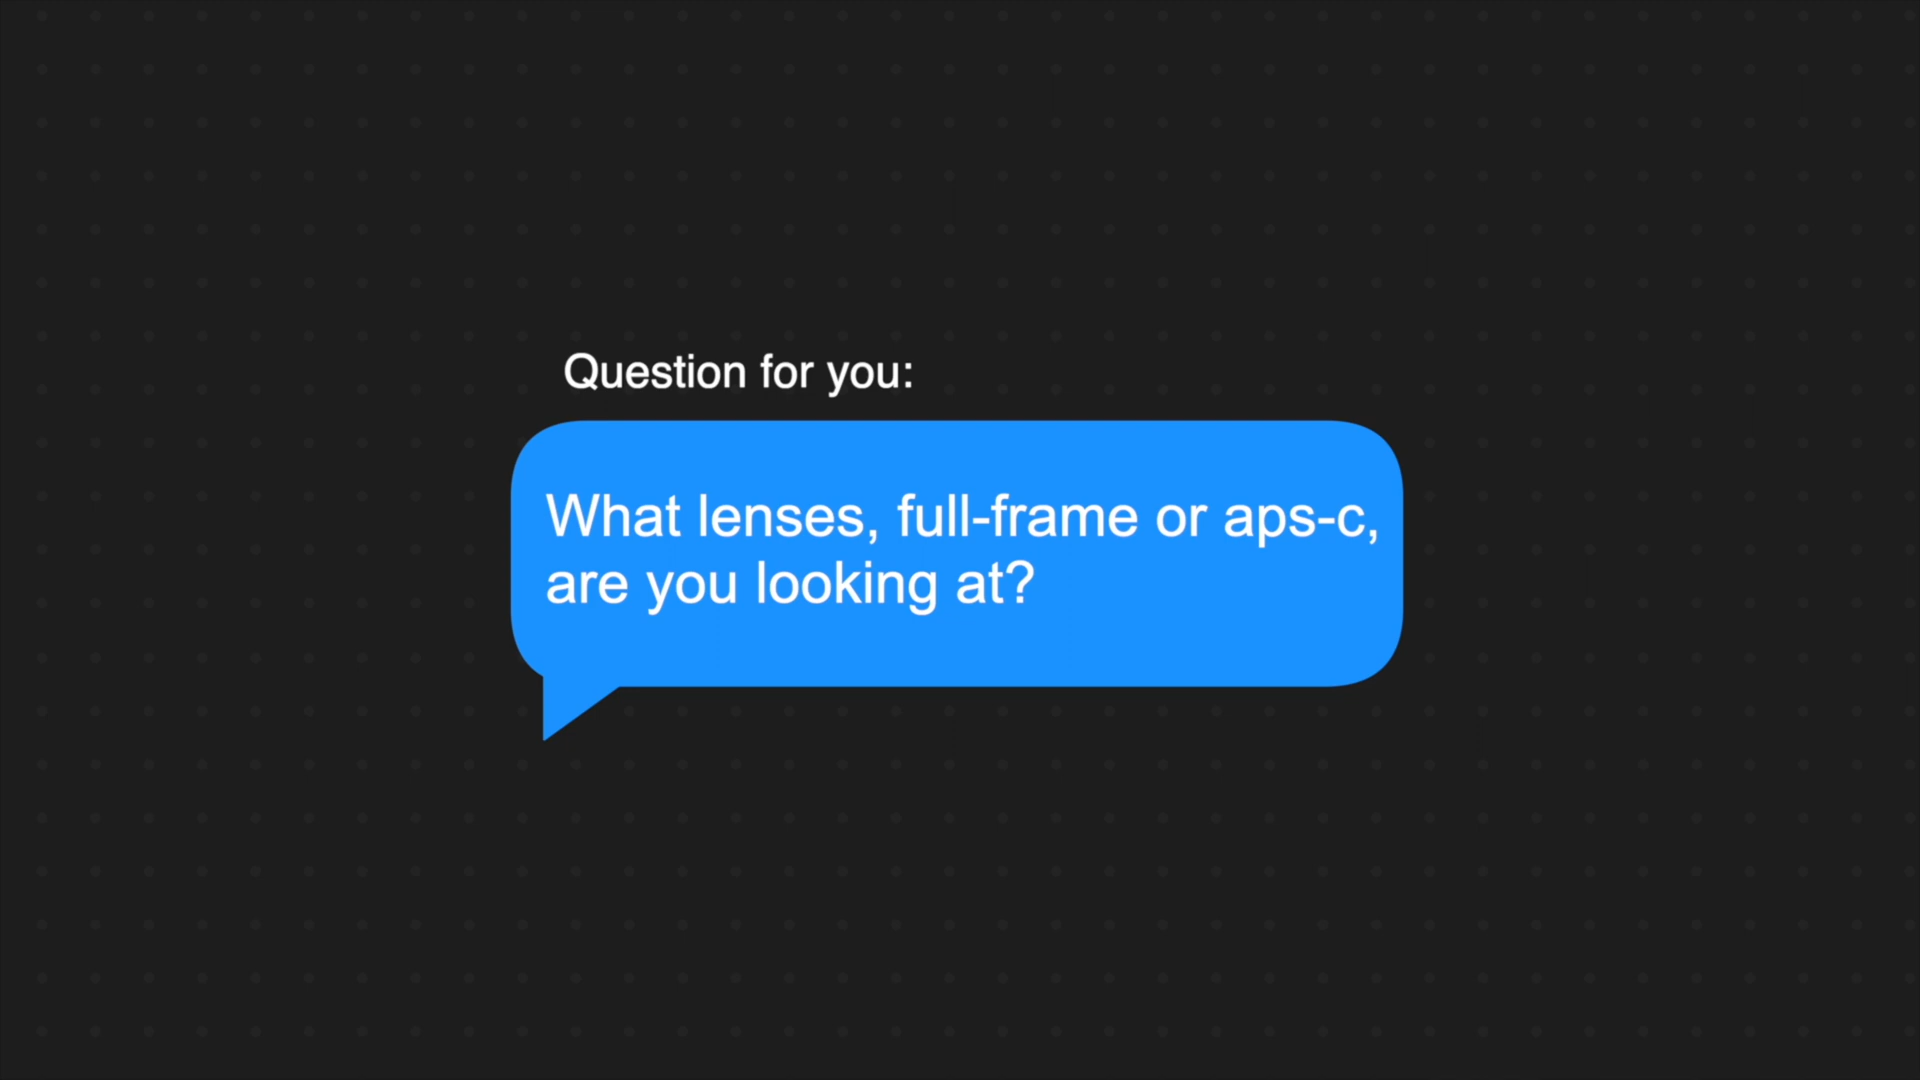 Question for you:
What lenses, full-frame or aps-c,
are you looking at?